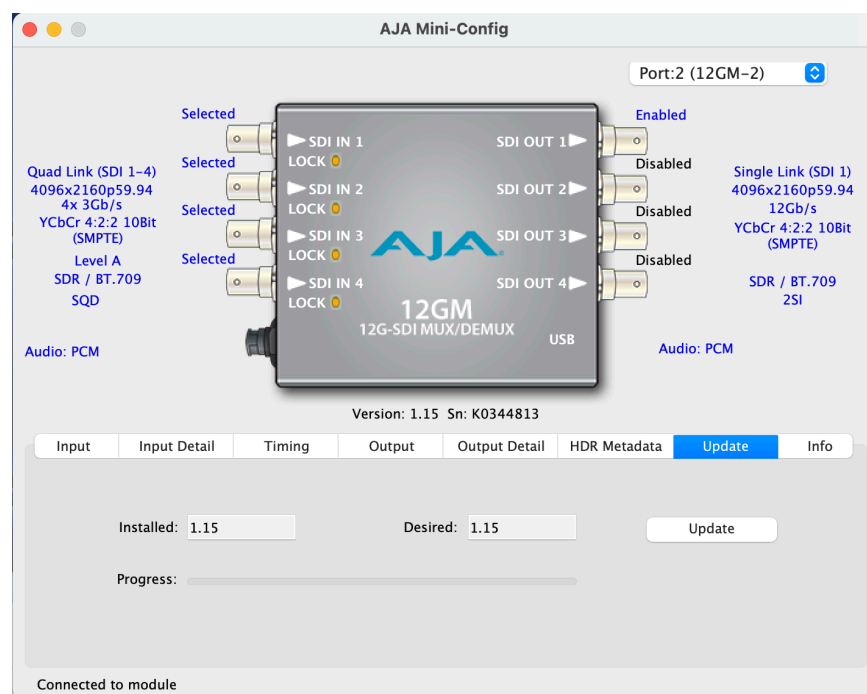 AJA Mini-Config
Port:2 (12GM-2)
Selected
Selected
Selected
Selected
Quad Link (SDI 1-4)
4096x2160p59.94
4x 3Gb/s
YCbCr 4:2:2 10Bit
(SMPTE)
Level A
SDR / BT.709
SQD
Audio: PCM
SDI IN 1
LOCK
SDI IN 2
LOCK
SDI IN 3
LOCK
SDI IN 4
LOCK
SDI OUT 1
SDI OUT 2
SDI OUT 3
SDI OUT 4
AJA
12GM
12G-SDI MUX/DEMUX
USB
Enabled
Disabled
Disabled
Disabled
Single Link (SDI 1)
4096x2160p59.94
12Gb/s
YCbCr 4:2:2 10Bit
(SMPTE)
SDR / BT.709
2SI
Audio: PCM
Version: 1.15 Sn: K0344813
Input Input Detail Timing Output Output Detail HDR Metadata Update Info
Installed: 1.15 Desired: 1.15 Update
Progress:
Connected to module